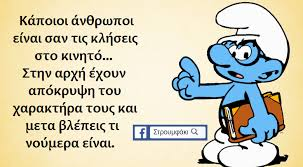 Κάποιοι άνθρωποι
είναι σαν τις κλήσεις
στο κινητό...
Στην αρχή έχουν
απόκρυψη του
χαρακτήρα τους και
μετα βλέπεις τι
νούμερα είναι.
f Στρουμφάκι